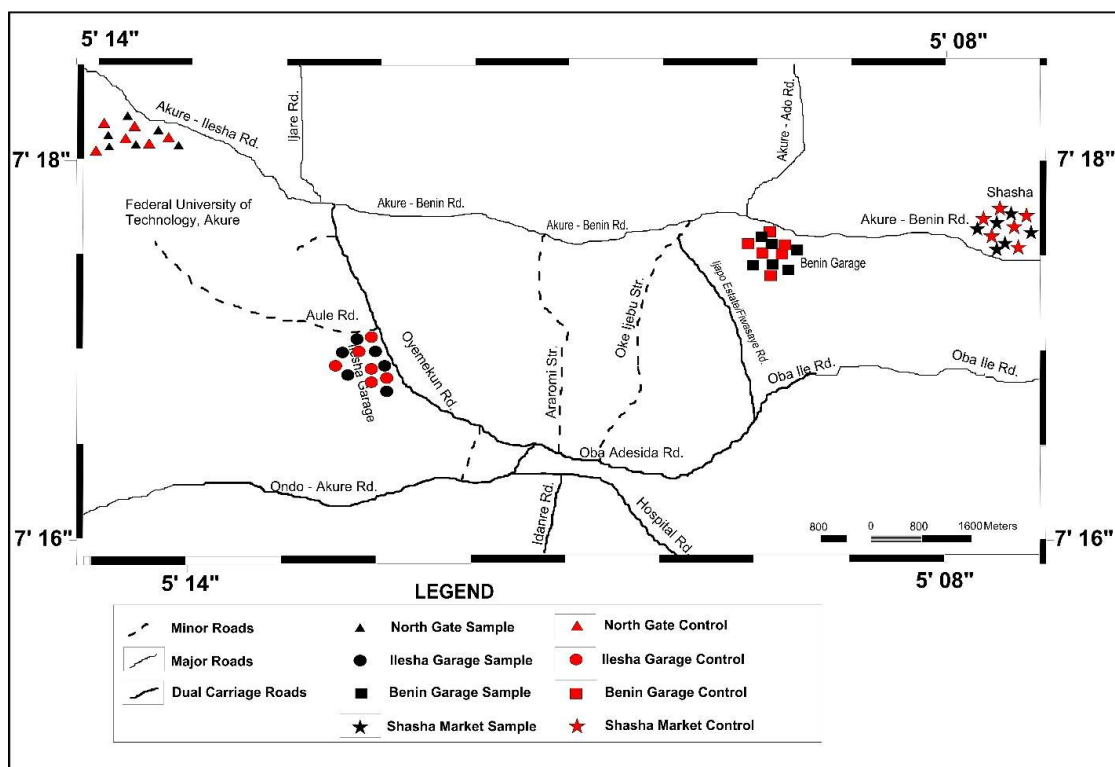 5' 14"
5' 08"
Akure - Ilesha Rd.
Ijare Rd.
Akure - Ado Rd.
7' 18"
7' 18"
Shasha
Federal University of
Technology, Akure
Akure - Benin Rd.
Akure - Benin Rd.
Akure - Benin Rd.
Benin Garage
Ijapo Estate/Fiwasaye Rd.
Oke Ijebu Str.
Aule Rd.
Ilesha Garage
Oyemekun Rd.
Araromi Str.
Oba Ile Rd.
Oba Ile Rd.
Oba Adesida Rd.
Ondo - Akure Rd.
Idanre Rd.
Hospital Rd.
800 0 800 1600 Meters
7' 16"
7' 16"
5' 14"
5' 08"
LEGEND
Minor Roads
North Gate Sample
North Gate Control
Major Roads
Ilesha Garage Sample
Ilesha Garage Control
Dual Carriage Roads
Benin Garage Sample
Benin Garage Control
Shasha Market Sample
Shasha Market Control